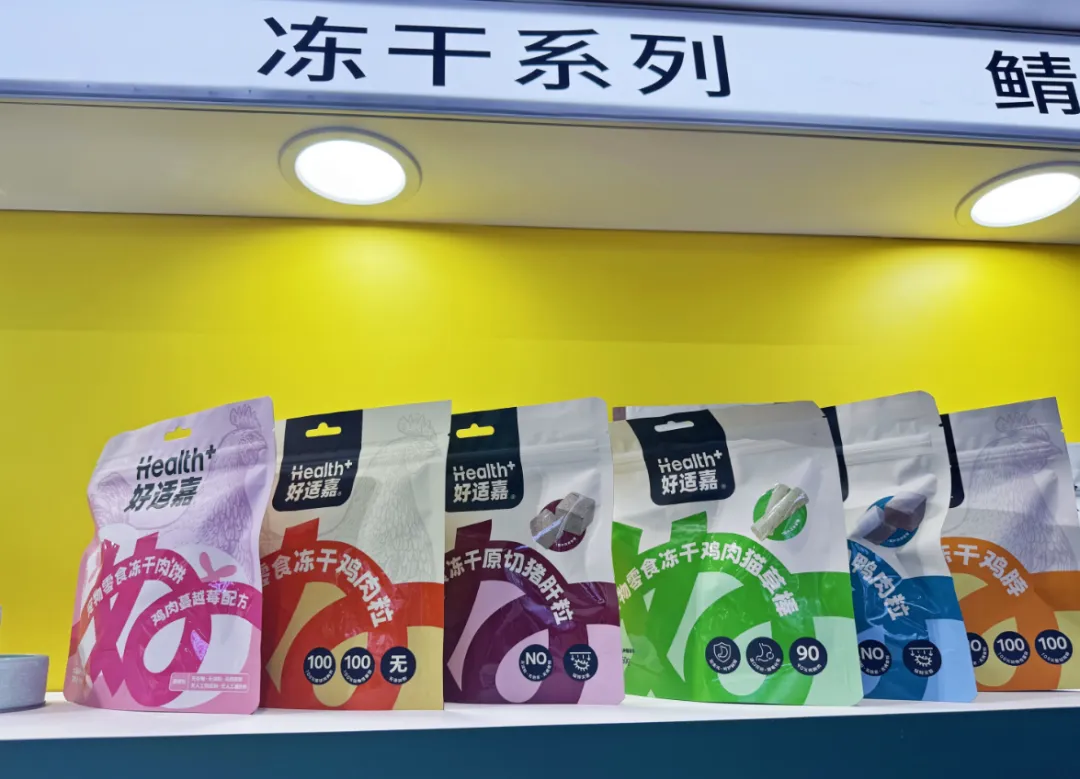 冻干系列
鲭
Health+
好适嘉
宠物零食冻干肉饼
鸡肉蔓越莓配方
Health+
好适嘉
零食冻干鸡肉粒
100
100
无
Health+
好适嘉
冻干原切猪肝粒
NO
Health+
好适嘉
物零食冻干鸡肉猫草棒
90
鸭肉粒
NO
冻干鸡脖
100
100